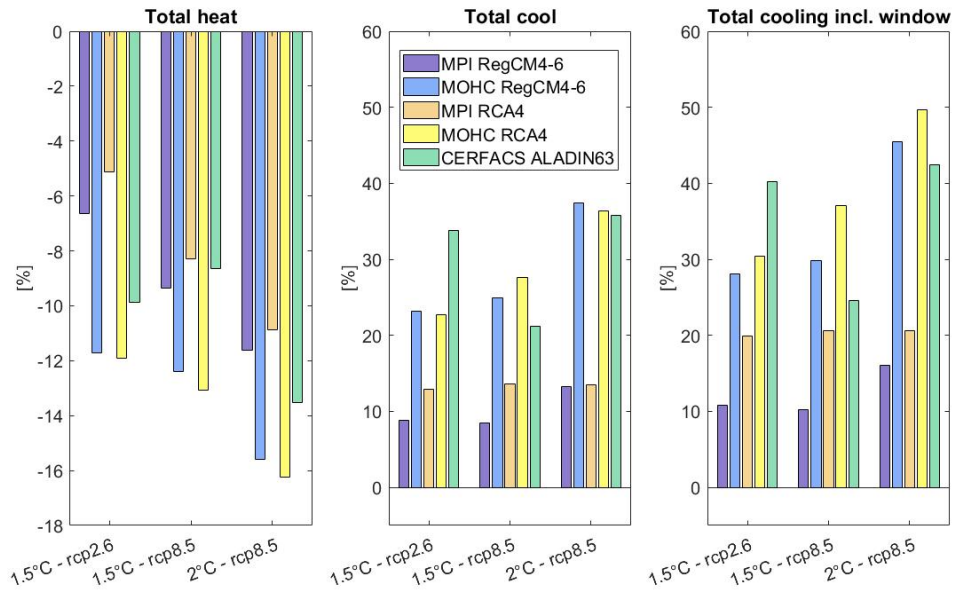 Total heat
0
-2
-4
-6
-8
-10
-12
-14
-16
-18
[%]
1.5°C - rcp2.6
1.5°C - rcp8.5
2°C - rcp8.5
Total cool
60
50
40
30
20
10
0
[%]
MPI RegCM4-6
MOHC RegCM4-6
MPI RCA4
MOHC RCA4
CERFACS ALADIN63
1.5°C - rcp2.6
1.5°C - rcp8.5
2°C - rcp8.5
Total cooling incl. window
60
50
40
30
20
10
0
[%]
1.5°C - rcp2.6
1.5°C - rcp8.5
2°C - rcp8.5